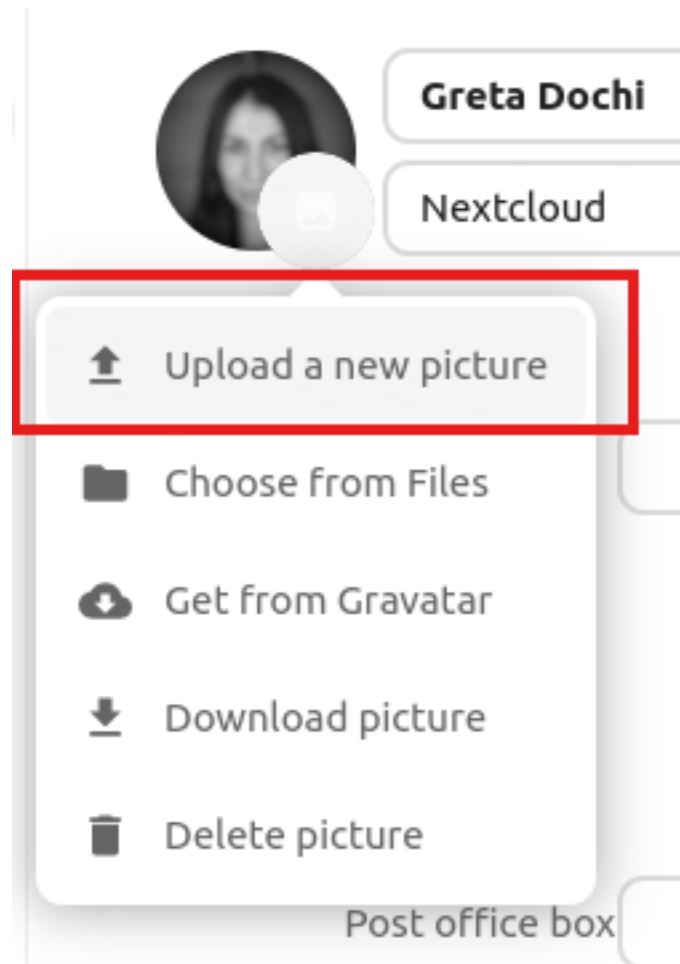 Greta Dochi
Nextcloud
Upload a new picture
Choose from Files
Get from Gravatar
Download picture
Delete picture
Post office box